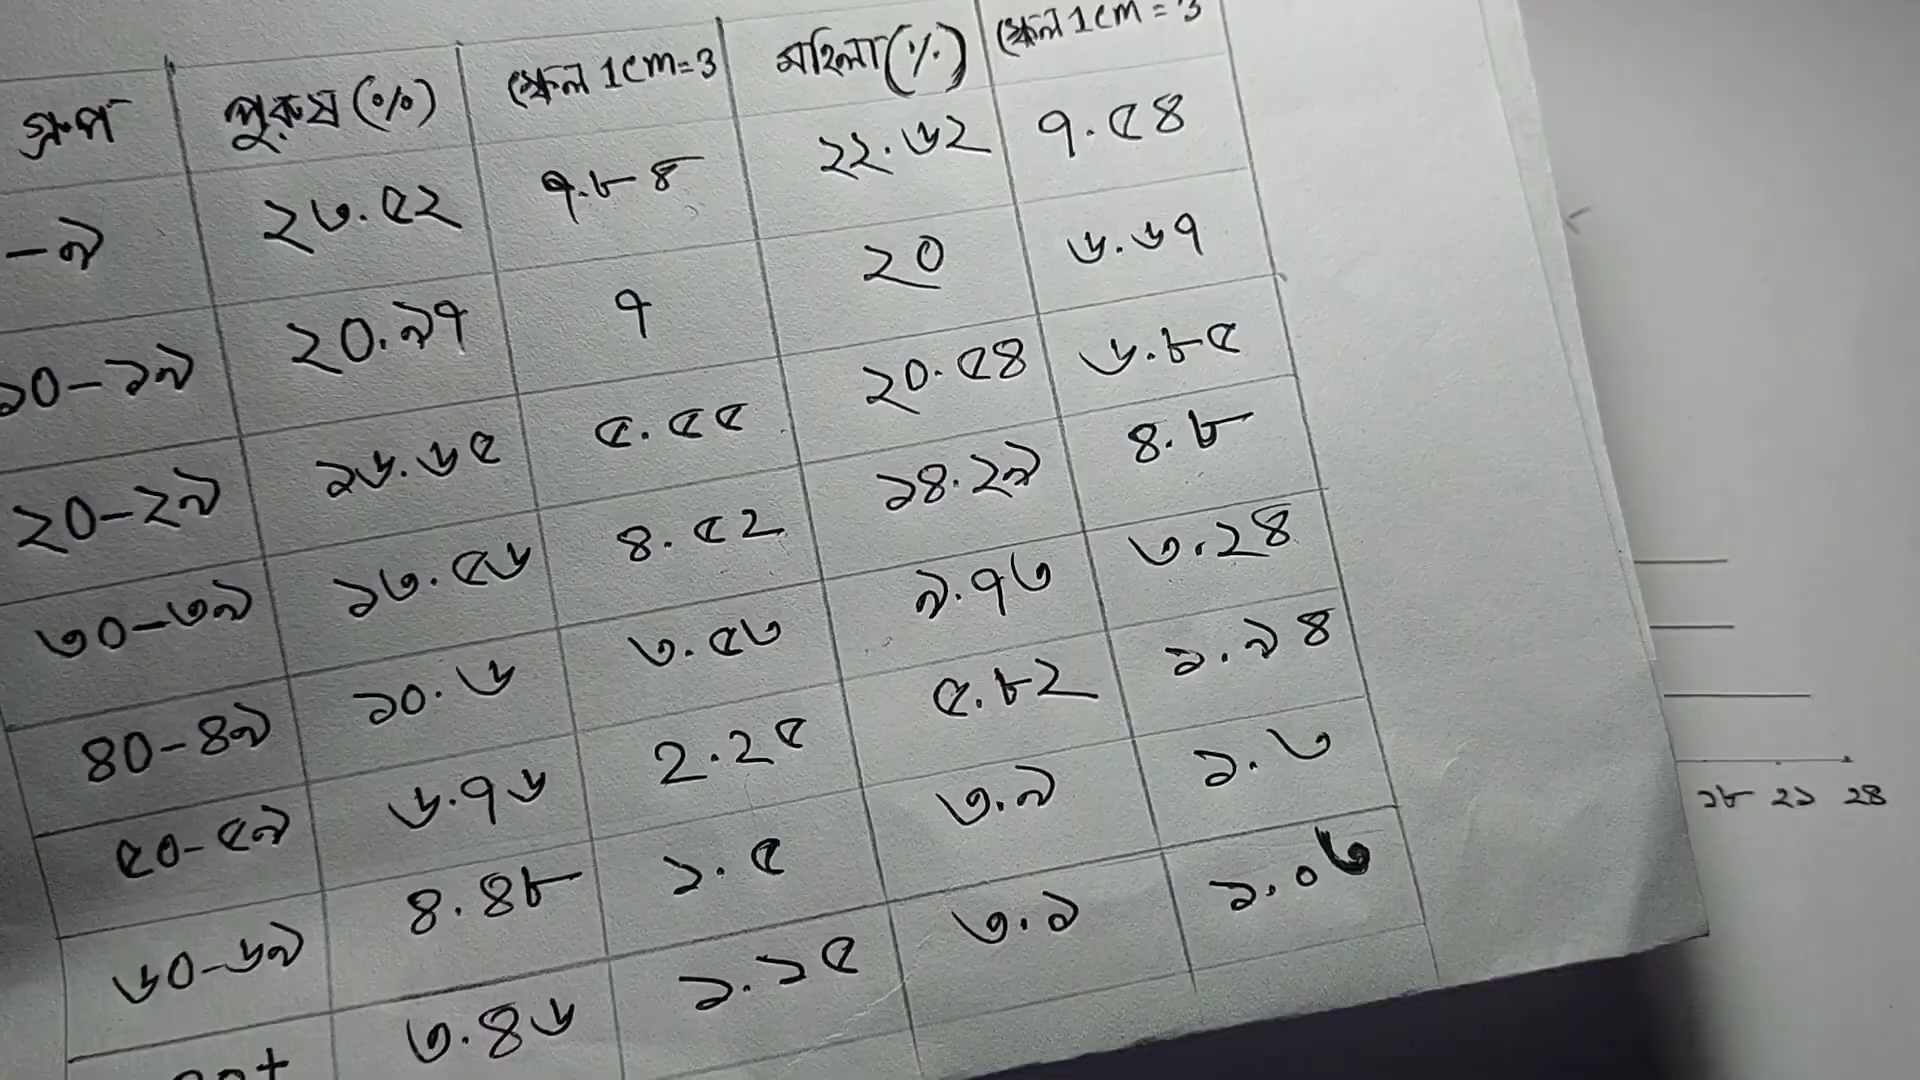 গ্রুপ পুরুষ (%) (স্কেল 1cm=3 মহিলা (%) (স্কেল 1cm = 3
-৯ ২৩.৫২ ৭.৮৪ ২২.৬২ ৭.৫৪
১০-১৯ ২০.৯৭ ৭ ২০ ৬.৬৭
২০-২৯ ১৬.৬৫ ৫.৫৫ ২০.৫৪ ৬.৮৫
৩০-৩৯ ১৩.৫৬ ৪.৫২ ১৪.২৯ ৪.৮
৪০-৪৯ ১০.৬ ৩.৫৩ ৯.৭৩ ৩.২৪
৫০-৫৯ ৬.৭৬ ২.২৫ ৫.৮২ ১.৯৪
৬০-৬৯ ৪.৪৮ ১.৫ ৩.৯ ১.৩
৩.৪৬ ১.১৫ ৩.১ ১.০৩
১৮ ২১ ২৪